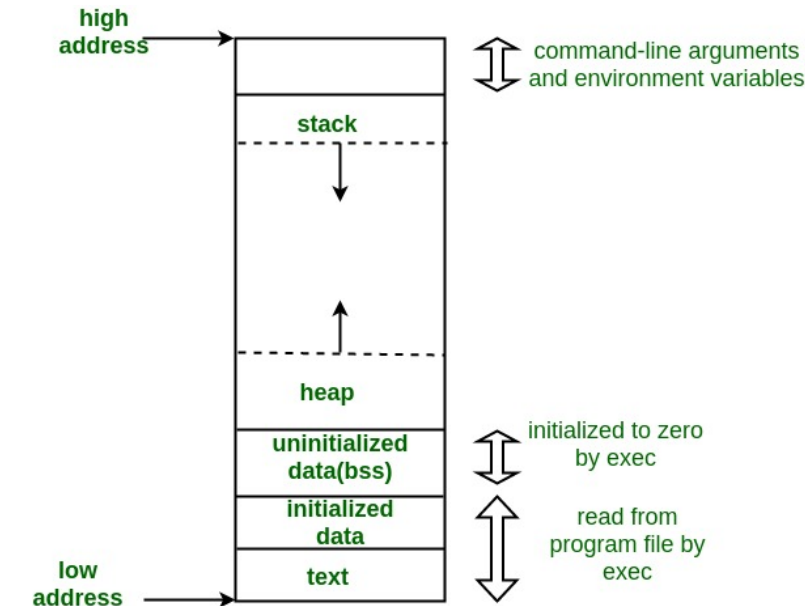 high
address
command-line arguments
and environment variables
stack
heap
uninitialized
data(bss)
initialized to zero
by exec
initialized
data
read from
program file by
exec
text
low
address